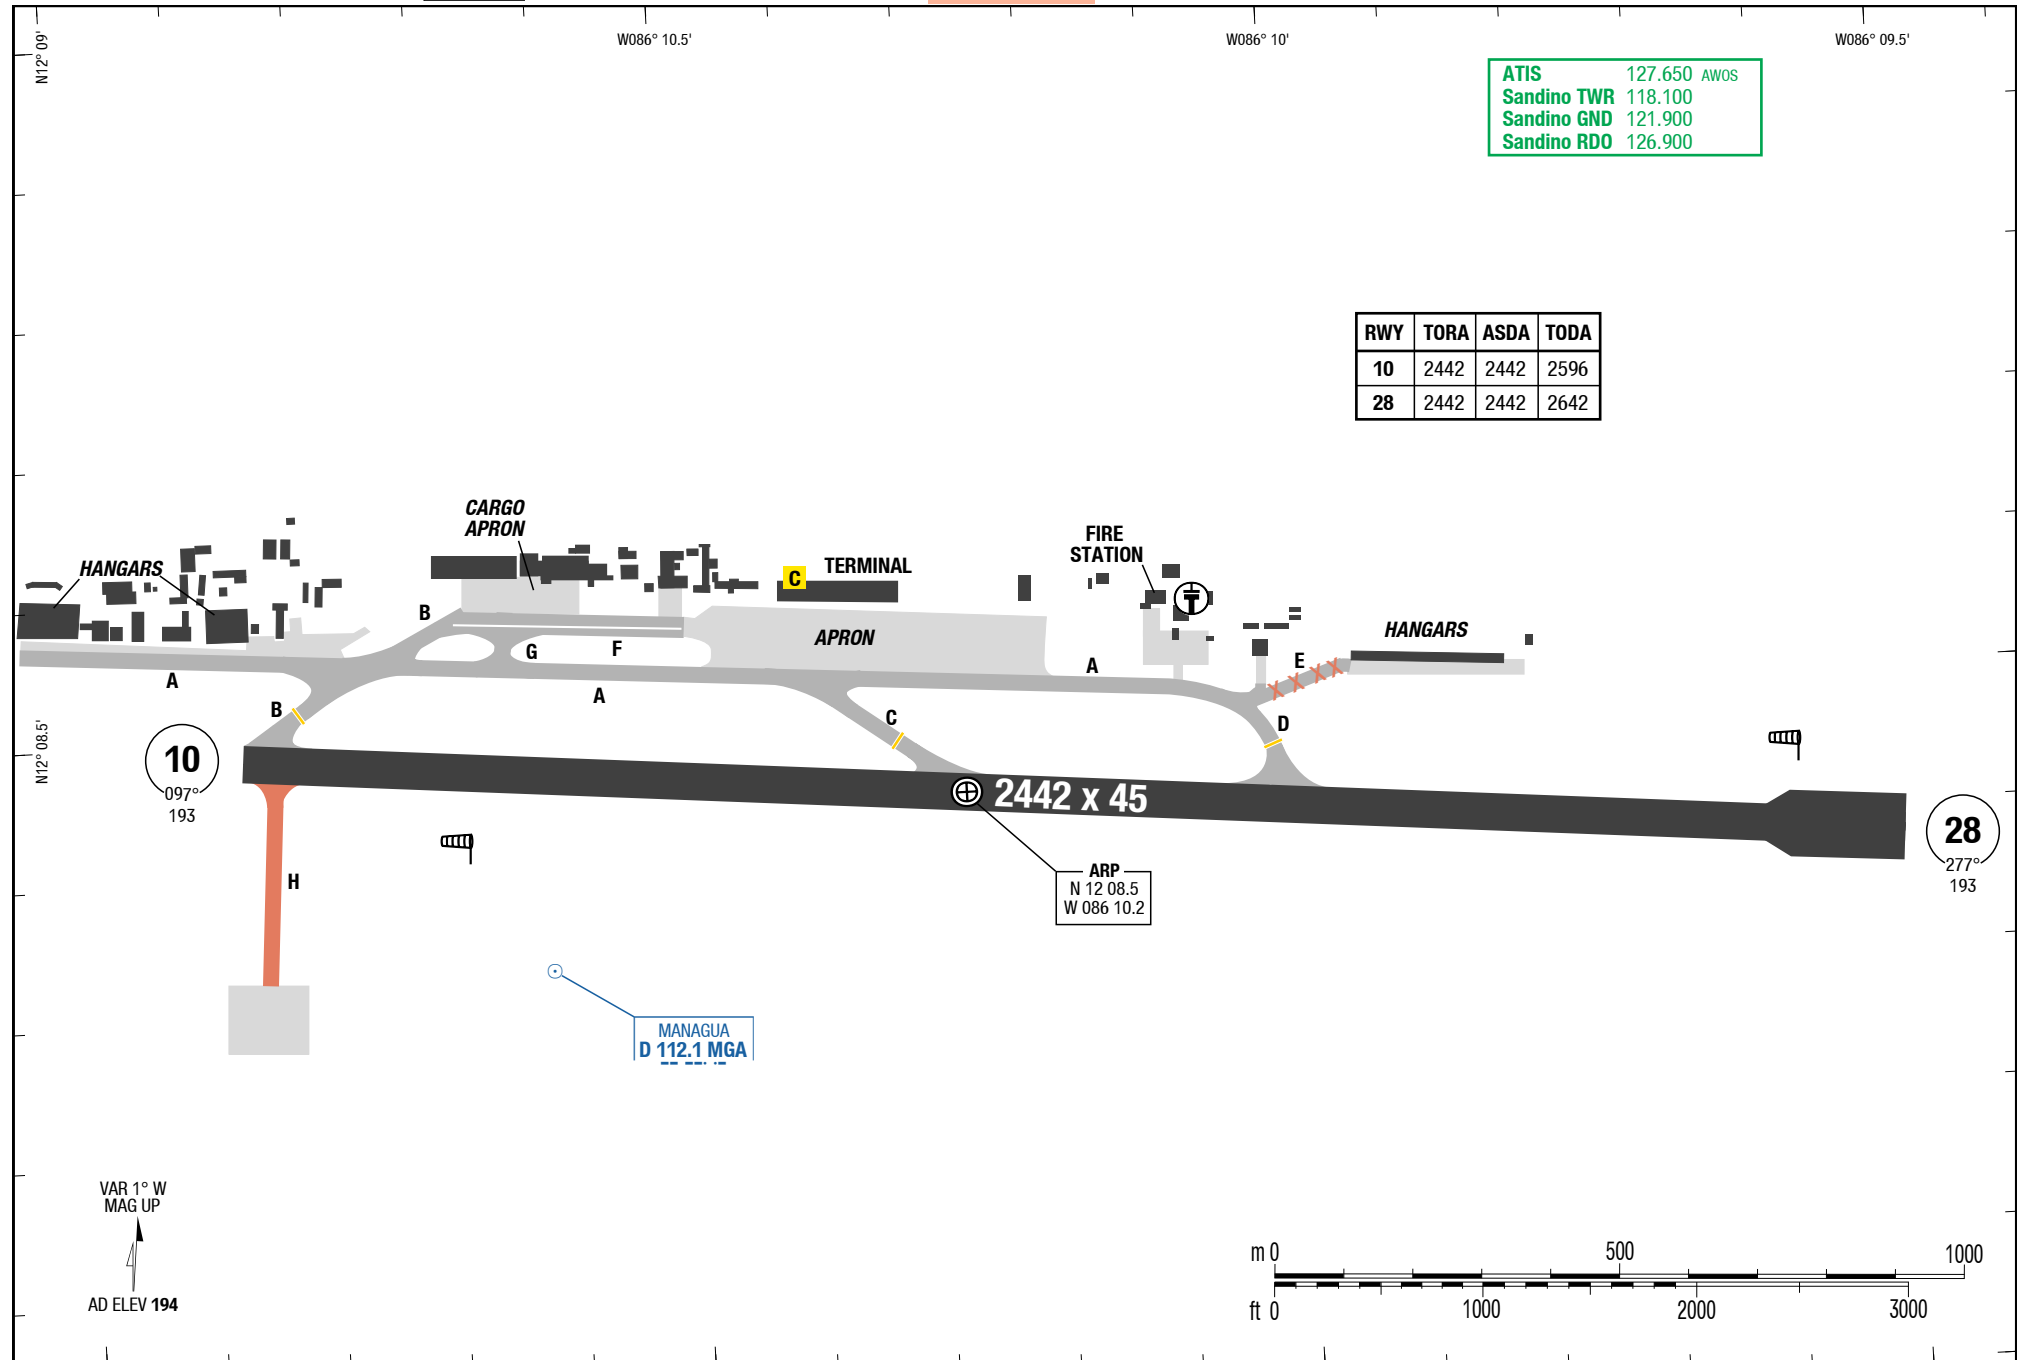 W086° 10.5'
W086° 10'
W086° 09.5'
N12° 09'
ATIS 127.650 AWOS
Sandino TWR 118.100
Sandino GND 121.900
Sandino RDO 126.900
RWY TORA ASDA TODA
10 2442 2442 2596
28 2442 2442 2642
CARGO
APRON
HANGARS
FIRE
STATION
C TERMINAL
B
HANGARS
APRON
G
F
A
E
A
A
B
C
D
N12° 08.5'
10
097°
193
2442 x 45
28
277°
193
ARP
N 12 08.5
W 086 10.2
H
MANAGUA
D 112.1 MGA
VAR 1° W
MAG UP
AD ELEV 194
m 0 500 1000
ft 0 1000 2000 3000